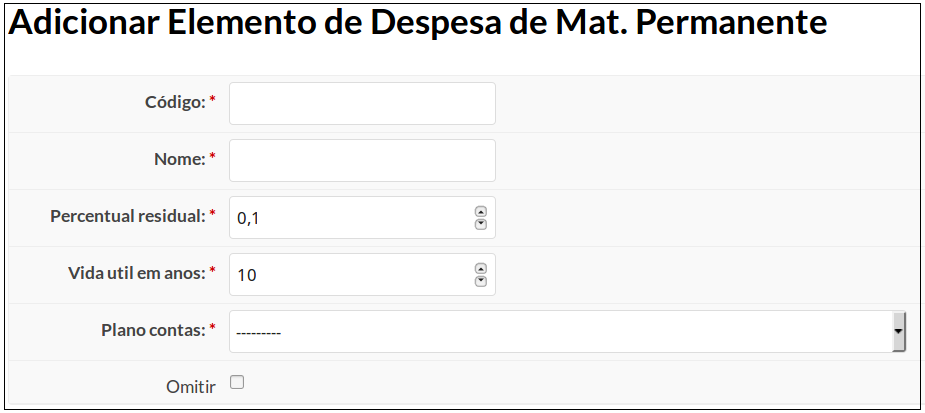 Adicionar Elemento de Despesa de Mat. Permanente
Código: *
Nome: *
Percentual residual: * 0,1
Vida util em anos: * 10
Plano contas: * ---------
Omitir